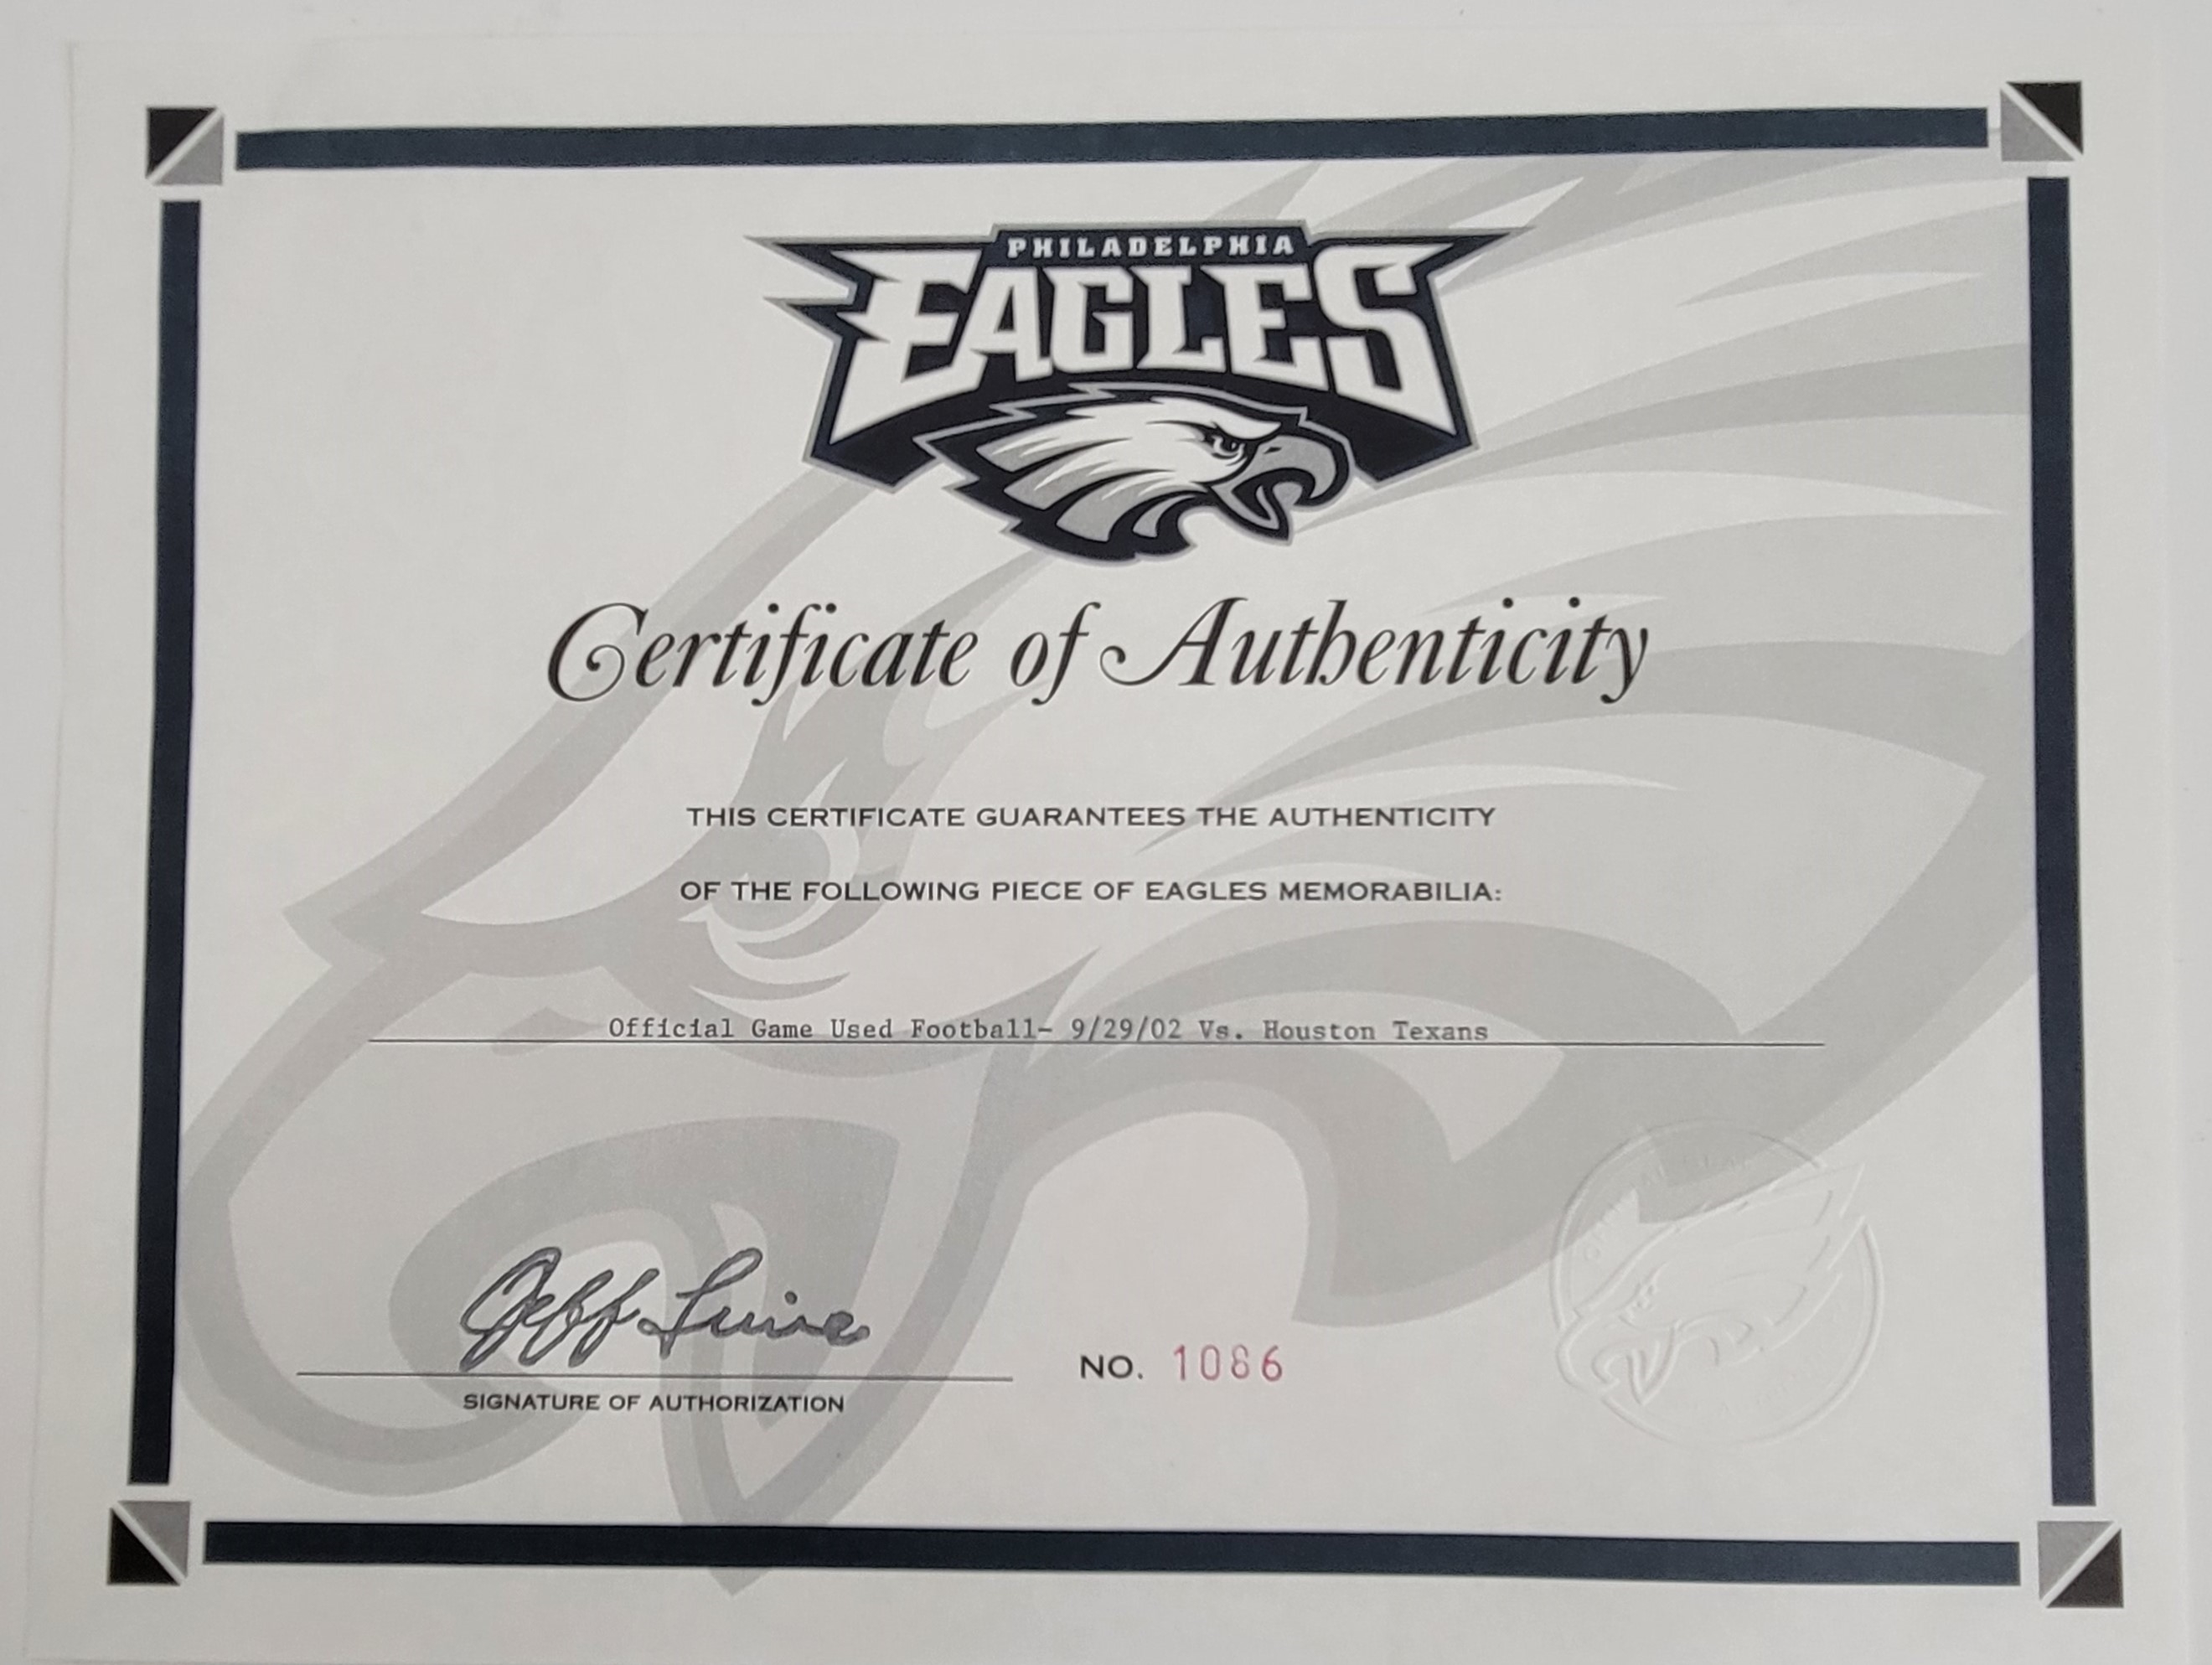 PHILADELPHIA
EAGLES
Certificate of Authenticity
THIS CERTIFICATE GUARANTEES THE AUTHENTICITY
OF THE FOLLOWING PIECE OF EAGLES MEMORABILIA:
Official Game Used Football- 9/29/02 Vs. Houston Texans
Jeff
NO. 1086
SIGNATURE OF AUTHORIZATION